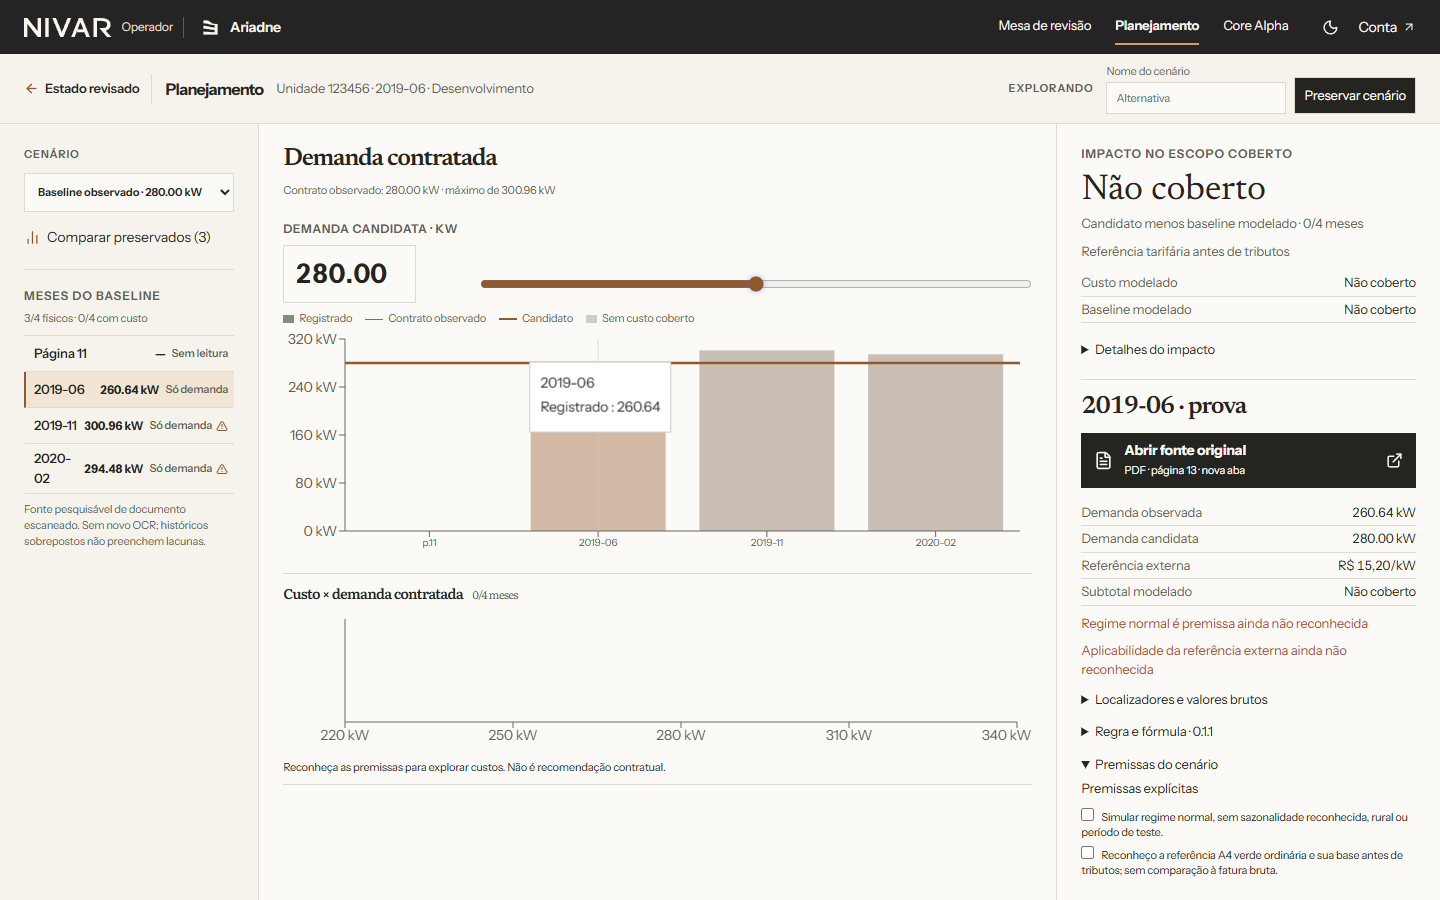 NIVAR Operador Ariadne Mesa de revisão Planejamento Core Alpha Conta
Estado revisado Planejamento Unidade 123456 · 2019-06 · Desenvolvimento EXPLORANDO
Nome do cenário
Alternativa
Preservar cenário
CENÁRIO
Baseline observado · 280.00 kW
Comparar preservados (3)
MESES DO BASELINE
3/4 físicos · 0/4 com custo
Página 11 — Sem leitura
2019-06 260.64 kW Só demanda
2019-11 300.96 kW Só demanda
2020-02 294.48 kW Só demanda
Fonte pesquisável de documento
escaneado. Sem novo OCR; históricos
sobrepostos não preenchem lacunas.
Demanda contratada
Contrato observado: 280.00 kW · máximo de 300.96 kW
DEMANDA CANDIDATA · KW
280.00
Registrado Contrato observado Candidato Sem custo coberto
320 kW
240 kW
160 kW
80 kW
0 kW
2019-06
Registrado : 260.64
p.11 2019-06 2019-11 2020-02
Custo × demanda contratada 0/4 meses
220 kW 250 kW 280 kW 310 kW 340 kW
Reconheça as premissas para explorar custos. Não é recomendação contratual.
IMPACTO NO ESCOPO COBERTO
Não coberto
Candidato menos baseline modelado · 0/4 meses
Referência tarifária antes de tributos
Custo modelado Não coberto
Baseline modelado Não coberto
Detalhes do impacto
2019-06 · prova
Abrir fonte original
PDF · página 13 · nova aba
Demanda observada 260.64 kW
Demanda candidata 280.00 kW
Referência externa R$ 15,20/kW
Subtotal modelado Não coberto
Regime normal é premissa ainda não reconhecida
Aplicabilidade da referência externa ainda não
reconhecida
Localizadores e valores brutos
Regra e fórmula · 0.1.1
Premissas do cenário
Premissas explícitas
Simular regime normal, sem sazonalidade reconhecida, rural ou
período de teste.
Reconheço a referência A4 verde ordinária e sua base antes de
tributos; sem comparação à fatura bruta.